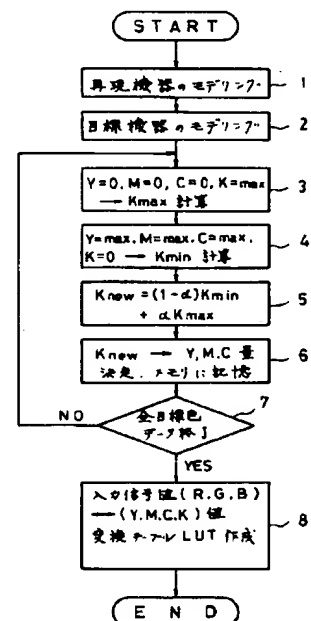 START
再現機器のモデリング
1
目標機器のモデリング
2
Y=0, M=0, C=0, K=max
→ Kmax 計算
3
Y=max, M=max, C=max,
K=0 → Kmin 計算
4
Knew=(1-α)Kmin
+ αKmax
5
Knew → Y,M,C 量
決定,メモリに記憶
6
全目標色
データ終了
7
NO
YES
入力信号値(R.G.B)
→(Y.M.C.K)値
変換テーブル LUT 作成
8
END